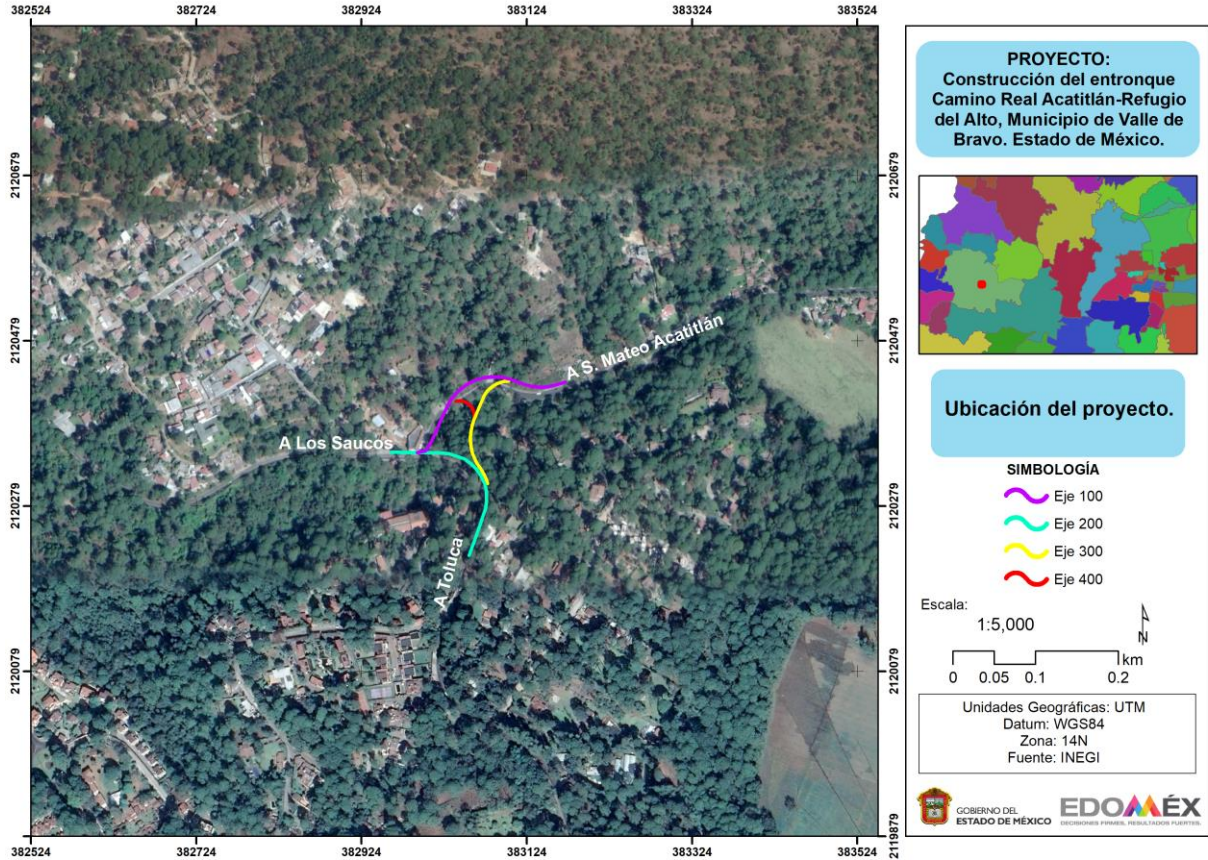 382524
382724
382924
383124
383324
383524
2120679
2120479
2120279
2120079
2119879
2120679
2120479
2120279
2120079
A S. Mateo Acatitlán
A Los Saucos
A Toluca
382524
382724
382924
383124
383324
383524
PROYECTO:
Construcción del entronque
Camino Real Acatitlán-Refugio
del Alto, Municipio de Valle de
Bravo. Estado de México.
Ubicación del proyecto.
SIMBOLOGÍA
Eje 100
Eje 200
Eje 300
Eje 400
Escala:
1:5,000
N
km
0 0.05 0.1 0.2
Unidades Geográficas: UTM
Datum: WGS84
Zona: 14N
Fuente: INEGI
GOBIERNO DEL
ESTADO DE MÉXICO
EDOMÉX
DECISIONES FIRMES, RESULTADOS FUERTES.